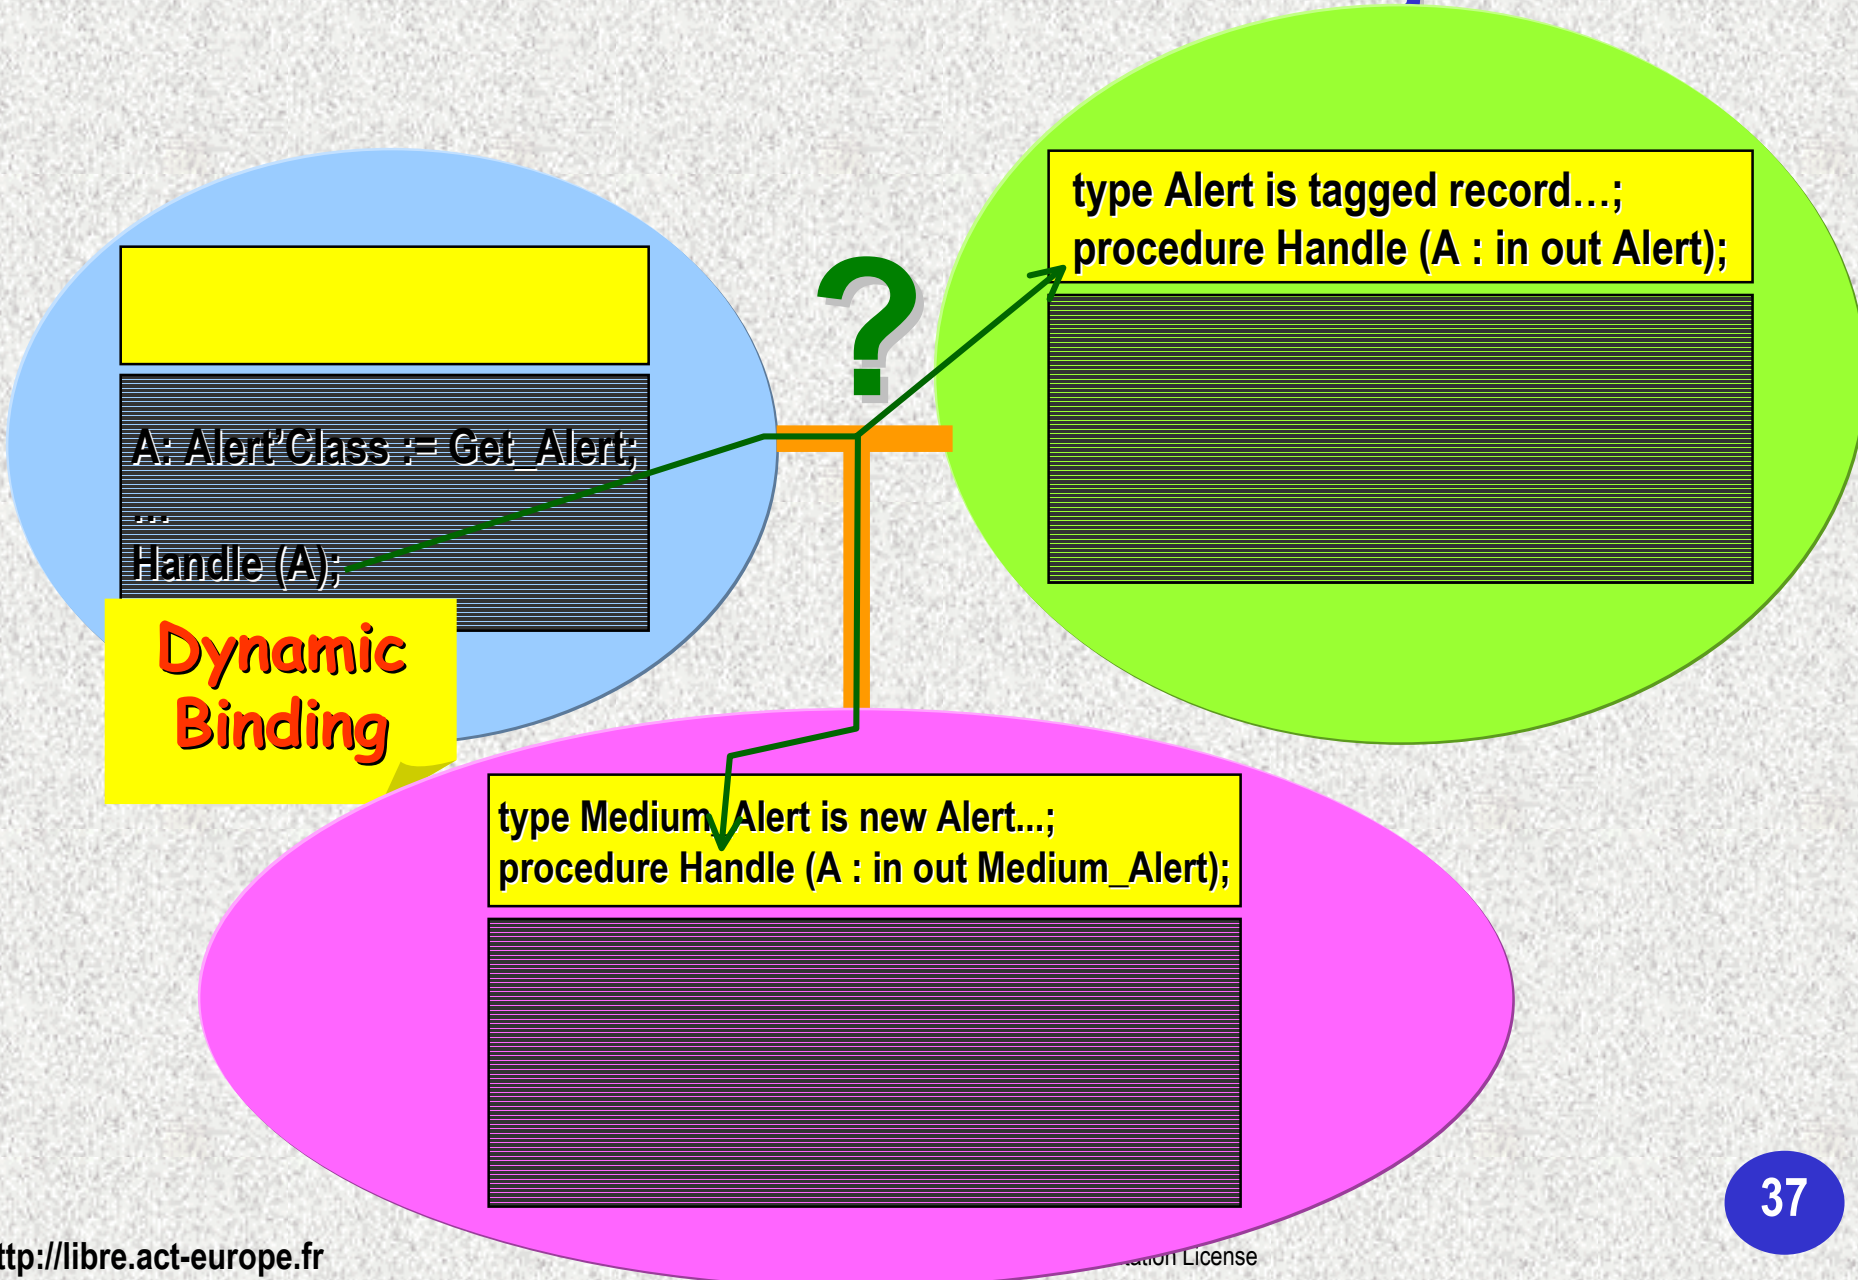 type Alert is tagged record…;
procedure Handle (A : in out Alert);
?
A: Alert’Class := Get_Alert;
…
Handle (A);
Dynamic
Binding
type Medium_Alert is new Alert...;
procedure Handle (A : in out Medium_Alert);
37
ttp://libre.act-europe.fr
License